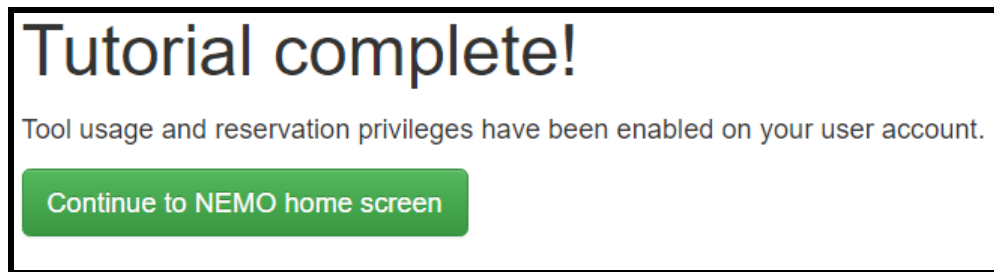 Tutorial complete!
Tool usage and reservation privileges have been enabled on your user account.
Continue to NEMO home screen